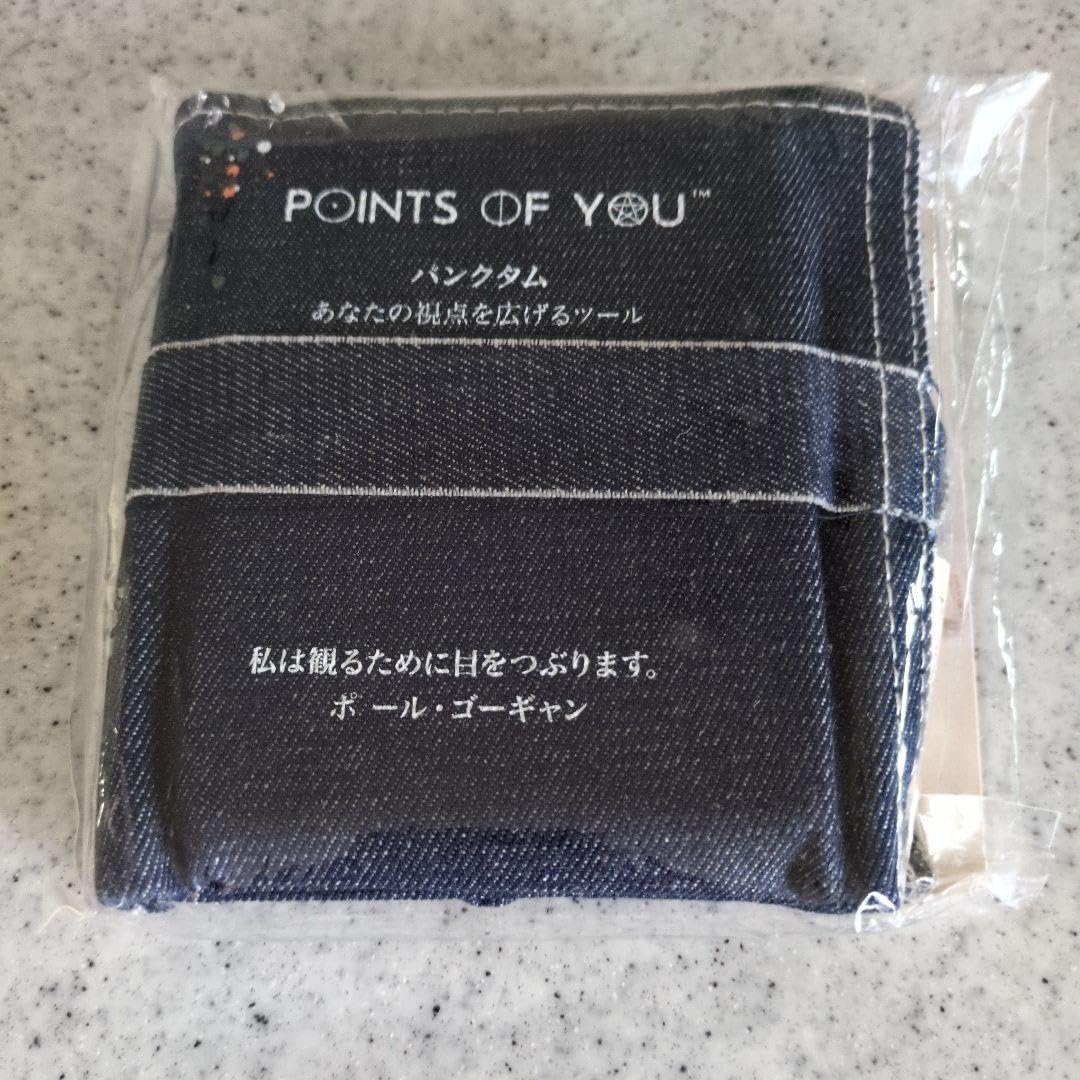 POINTS OF YOU™
パンクタム
あなたの視点を広げるツール
私は観るために目をつぶります。
ポール・ゴーギャン